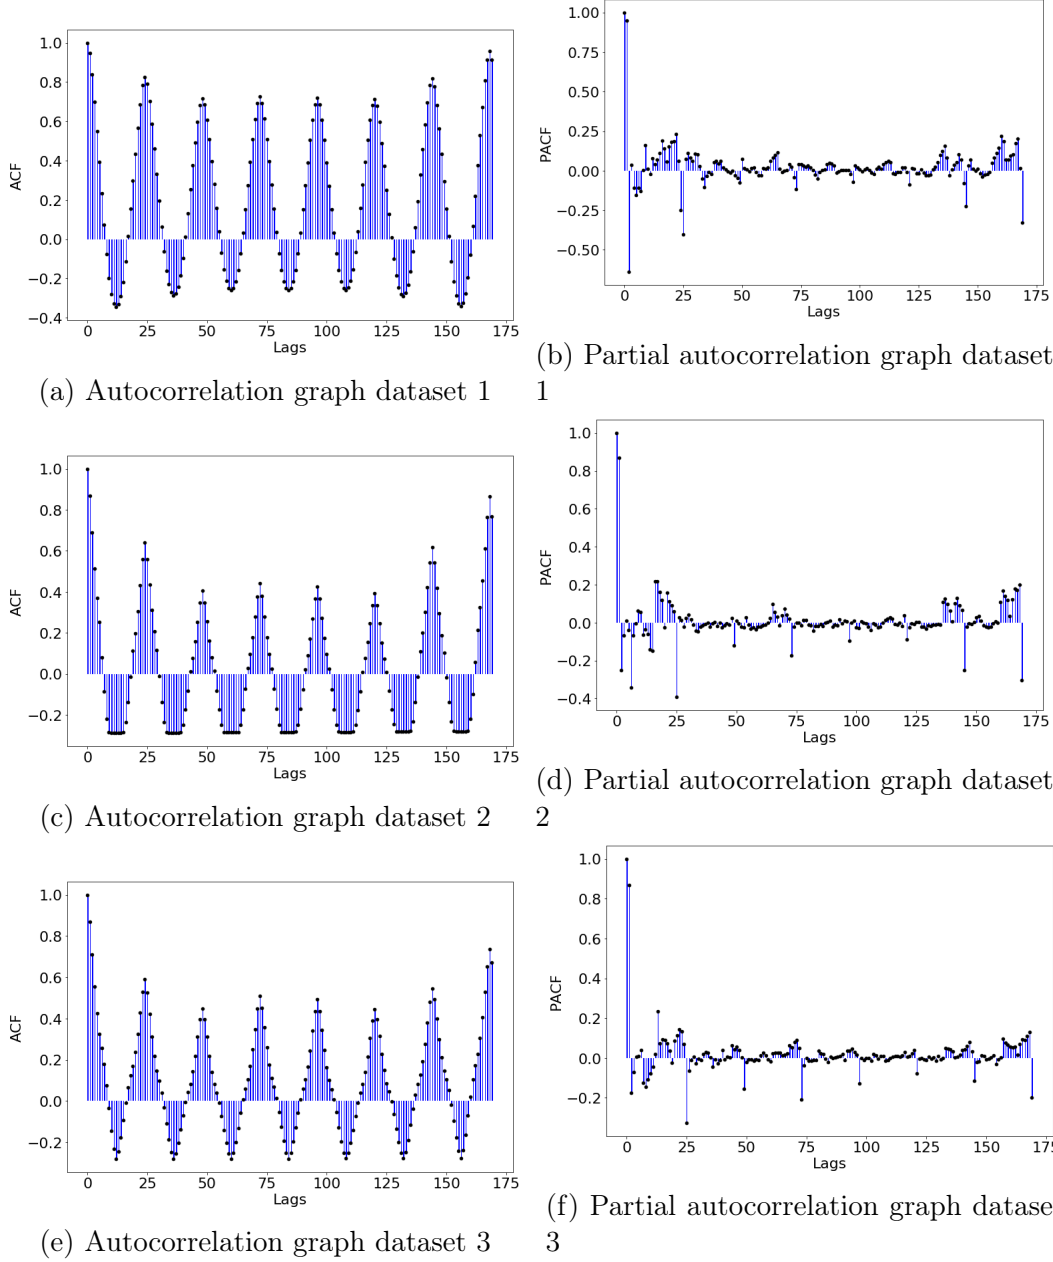 1.0
0.8
0.6
0.4
0.2
0.0
−0.2
−0.4
ACF
0 25 50 75 100 125 150 175
Lags
(a) Autocorrelation graph dataset 1
1.00
0.75
0.50
0.25
0.00
−0.25
−0.50
PACF
0 25 50 75 100 125 150 175
Lags
(b) Partial autocorrelation graph dataset
1
1.0
0.8
0.6
0.4
0.2
0.0
−0.2
ACF
0 25 50 75 100 125 150 175
Lags
(c) Autocorrelation graph dataset 2
1.0
0.8
0.6
0.4
0.2
0.0
−0.2
−0.4
PACF
0 25 50 75 100 125 150 175
Lags
(d) Partial autocorrelation graph dataset
2
1.0
0.8
0.6
0.4
0.2
0.0
−0.2
ACF
0 25 50 75 100 125 150 175
Lags
(e) Autocorrelation graph dataset 3
1.0
0.8
0.6
0.4
0.2
0.0
−0.2
PACF
0 25 50 75 100 125 150 175
Lags
(f) Partial autocorrelation graph datase
3